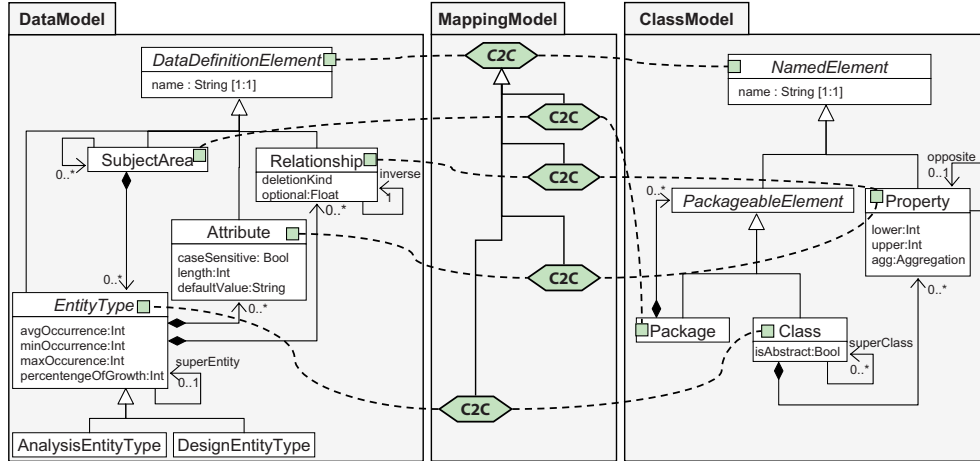 DataModel
DataDefinitionElement
name : String [1:1]
SubjectArea
0..*
Relationship
deletionKind
optional:Float
inverse
1
0..*
Attribute
caseSensitive: Bool
length:Int
defaultValue:String
0..*
0..*
EntityType
avgOccurrence:Int
minOccurrence:Int
maxOccurence:Int
percentengeOfGrowth:Int
superEntity
0..1
AnalysisEntityType
DesignEntityType
MappingModel
C2C
C2C
C2C
C2C
C2C
ClassModel
NamedElement
name : String [1:1]
opposite
0..1
0..*
PackageableElement
Property
lower:Int
upper:Int
agg:Aggregation
0..*
Package
Class
isAbstract:Bool
superClass
0..*